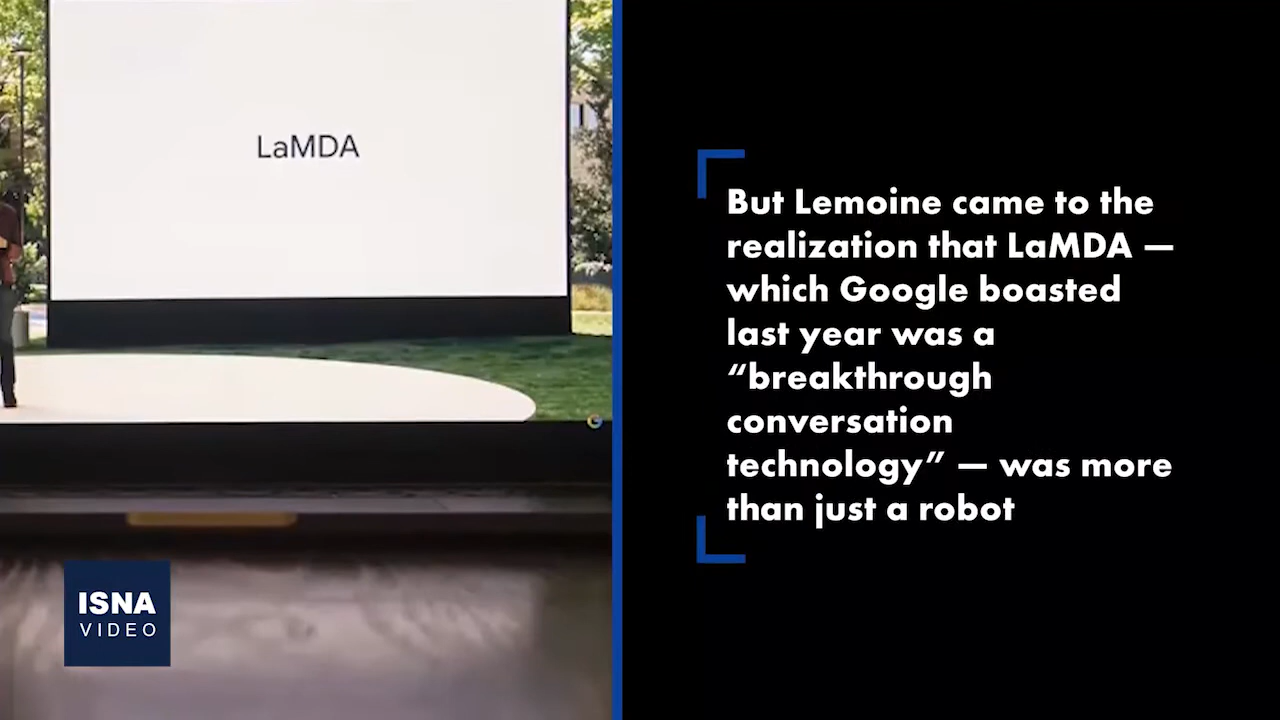 LaMDA
But Lemoine came to the
realization that LaMDA —
which Google boasted
last year was a
“breakthrough
conversation
technology” — was more
than just a robot
ISNA
VIDEO